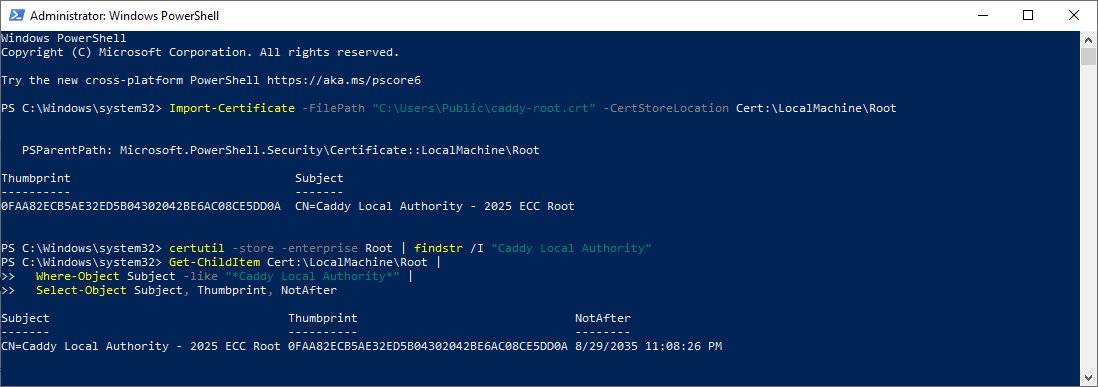 Administrator: Windows PowerShell
Windows PowerShell
Copyright (C) Microsoft Corporation. All rights reserved.
Try the new cross-platform PowerShell https://aka.ms/pscore6
PS C:\Windows\system32> Import-Certificate -FilePath "C:\Users\Public\caddy-root.crt" -CertStoreLocation Cert:\LocalMachine\Root
PSParentPath: Microsoft.PowerShell.Security\Certificate::LocalMachine\Root
Thumbprint                                Subject
----------                                -------
0FAA82ECB5AE32ED5B04302042BE6AC08CE5DD0A  CN=Caddy Local Authority - 2025 ECC Root
PS C:\Windows\system32> certutil -store -enterprise Root | findstr /I "Caddy Local Authority"
PS C:\Windows\system32> Get-ChildItem Cert:\LocalMachine\Root |
>>   Where-Object Subject -like "*Caddy Local Authority*" |
>>   Select-Object Subject, Thumbprint, NotAfter
Subject                                  Thumbprint                               NotAfter
-------                                  ----------                               --------
CN=Caddy Local Authority - 2025 ECC Root 0FAA82ECB5AE32ED5B04302042BE6AC08CE5DD0A 8/29/2035 11:08:26 PM